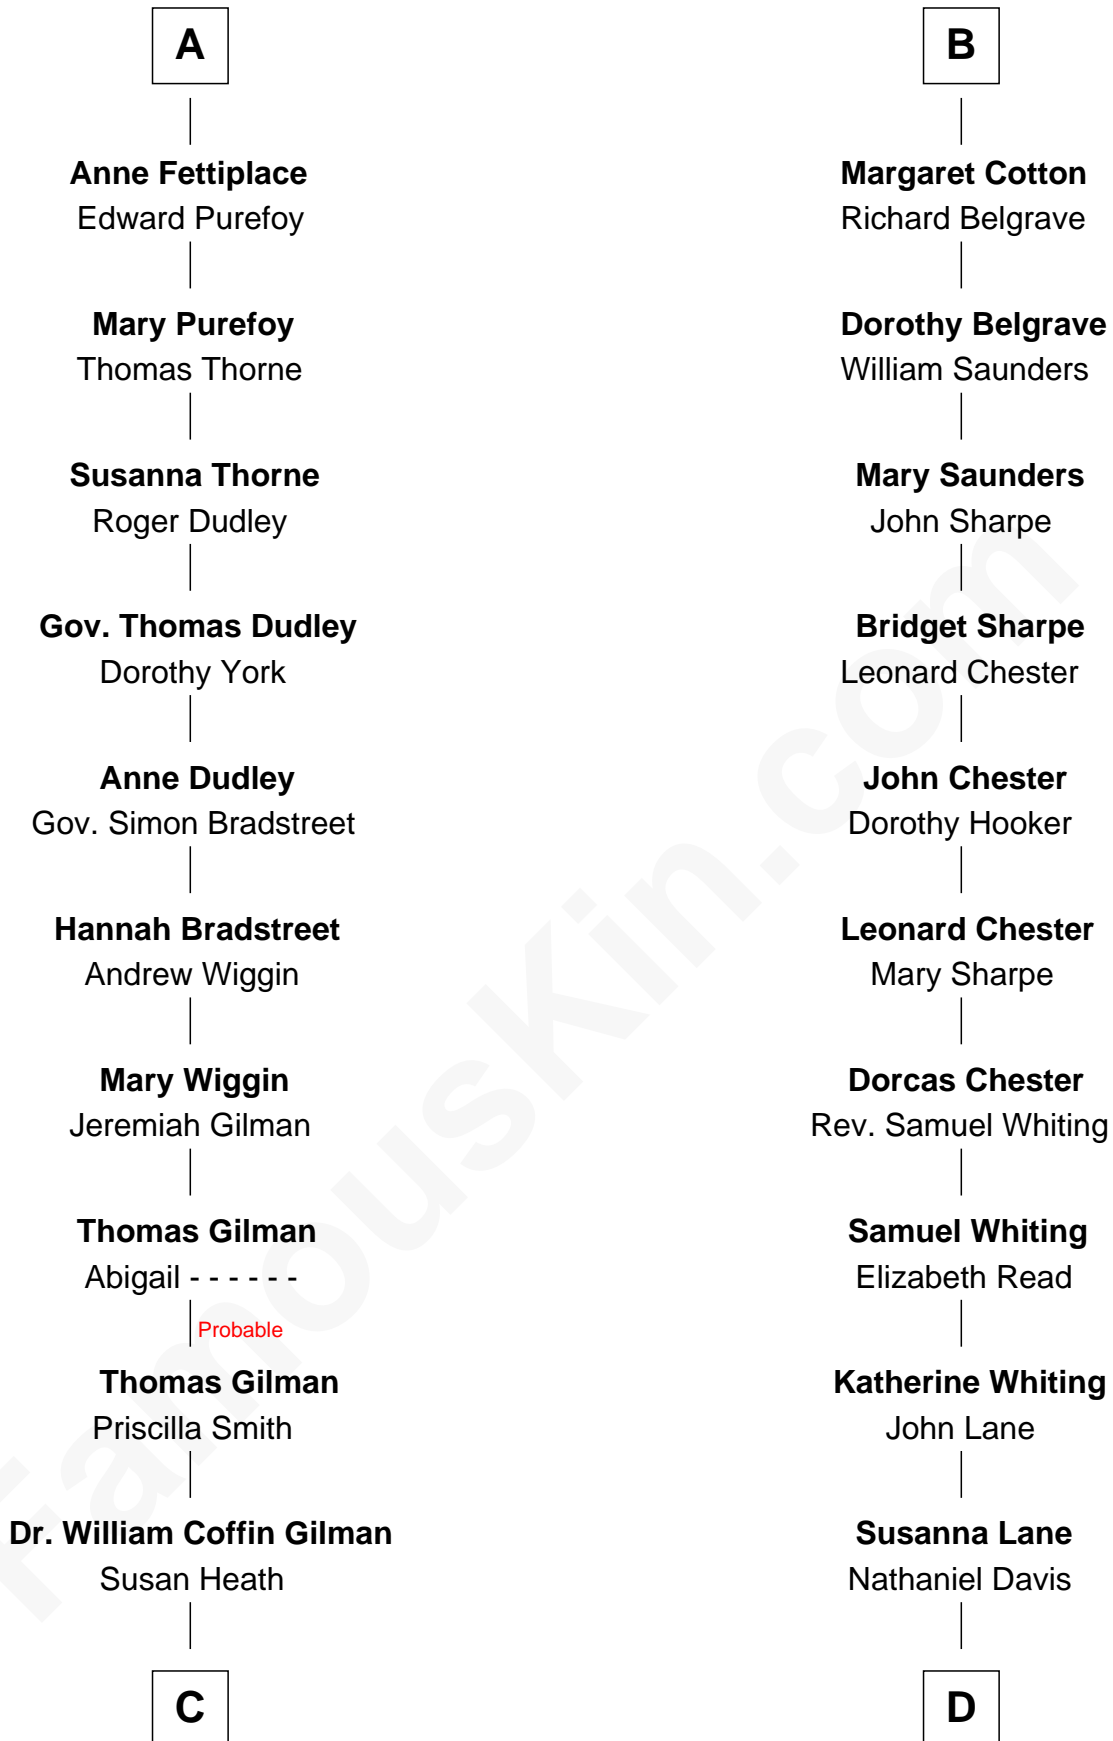 A
Anne Fettiplace
Edward Purefoy
Mary Purefoy
Thomas Thorne
Susanna Thorne
Roger Dudley
Gov. Thomas Dudley
Dorothy York
Anne Dudley
Gov. Simon Bradstreet
Hannah Bradstreet
Andrew Wiggin
Mary Wiggin
Jeremiah Gilman
Thomas Gilman
Abigail - - - - - -
Probable
Thomas Gilman
Priscilla Smith
Dr. William Coffin Gilman
Susan Heath
C
B
Margaret Cotton
Richard Belgrave
Dorothy Belgrave
William Saunders
Mary Saunders
John Sharpe
Bridget Sharpe
Leonard Chester
John Chester
Dorothy Hooker
Leonard Chester
Mary Sharpe
Dorcas Chester
Rev. Samuel Whiting
Samuel Whiting
Elizabeth Read
Katherine Whiting
John Lane
Susanna Lane
Nathaniel Davis
D
FamousKin.com